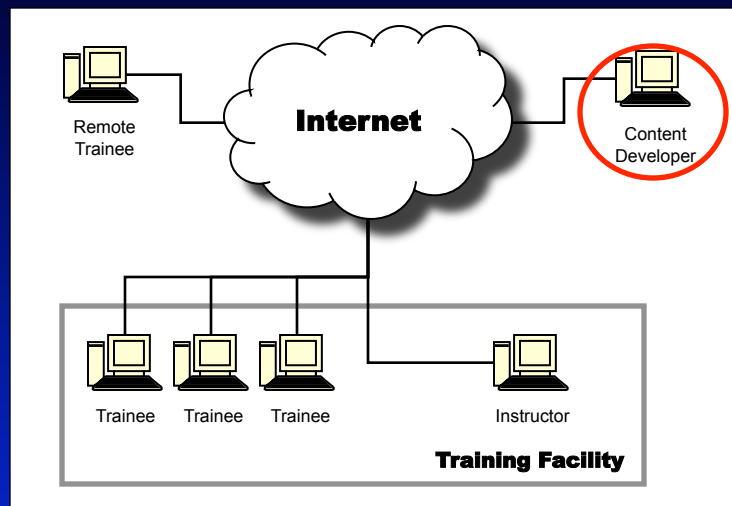 Internet
Remote
Trainee
Content
Developer
Trainee
Trainee
Trainee
Instructor
Training Facility